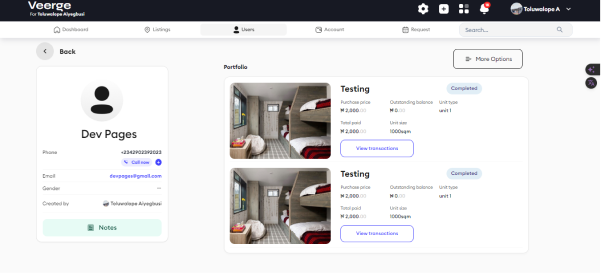 Veerge
For Toluwalope Aiyegbusi
Toluwalope A
Dashboard
Listings
Users
Account
Request
Search...
Back
More Options
Portfolio
Dev Pages
Phone
+2342902392023
Call now
Email
devpages@gmail.com
Gender
--
Created by
Toluwalope Aiyegbusi
Notes
Testing
Completed
Purchase price
Outstanding balance
Unit type
₦ 2,000.00
₦ 0.00
unit 1
Total paid
Unit size
₦ 2,000.00
1000sqm
View transactions
Testing
Completed
Purchase price
Outstanding balance
Unit type
₦ 2,000.00
₦ 0.00
unit 1
Total paid
Unit size
₦ 2,000.00
1000sqm
View transactions